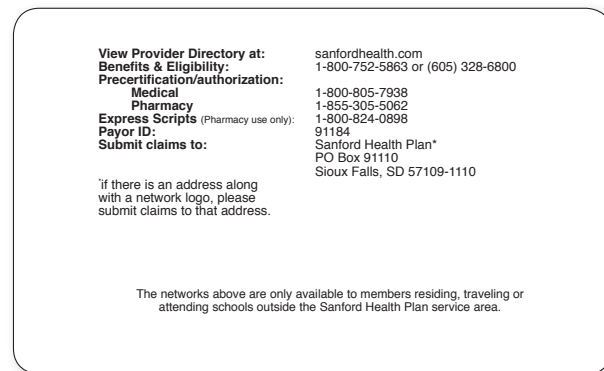 View Provider Directory at: sanfordhealth.com
Benefits & Eligibility: 1-800-752-5863 or (605) 328-6800
Precertification/authorization:
Medical 1-800-805-7938
Pharmacy 1-855-305-5062
Express Scripts (Pharmacy use only): 1-800-824-0898
Payor ID: 91184
Submit claims to: Sanford Health Plan*
PO Box 91110
Sioux Falls, SD 57109-1110
*if there is an address along
with a network logo, please
submit claims to that address.
The networks above are only available to members residing, traveling or
attending schools outside the Sanford Health Plan service area.